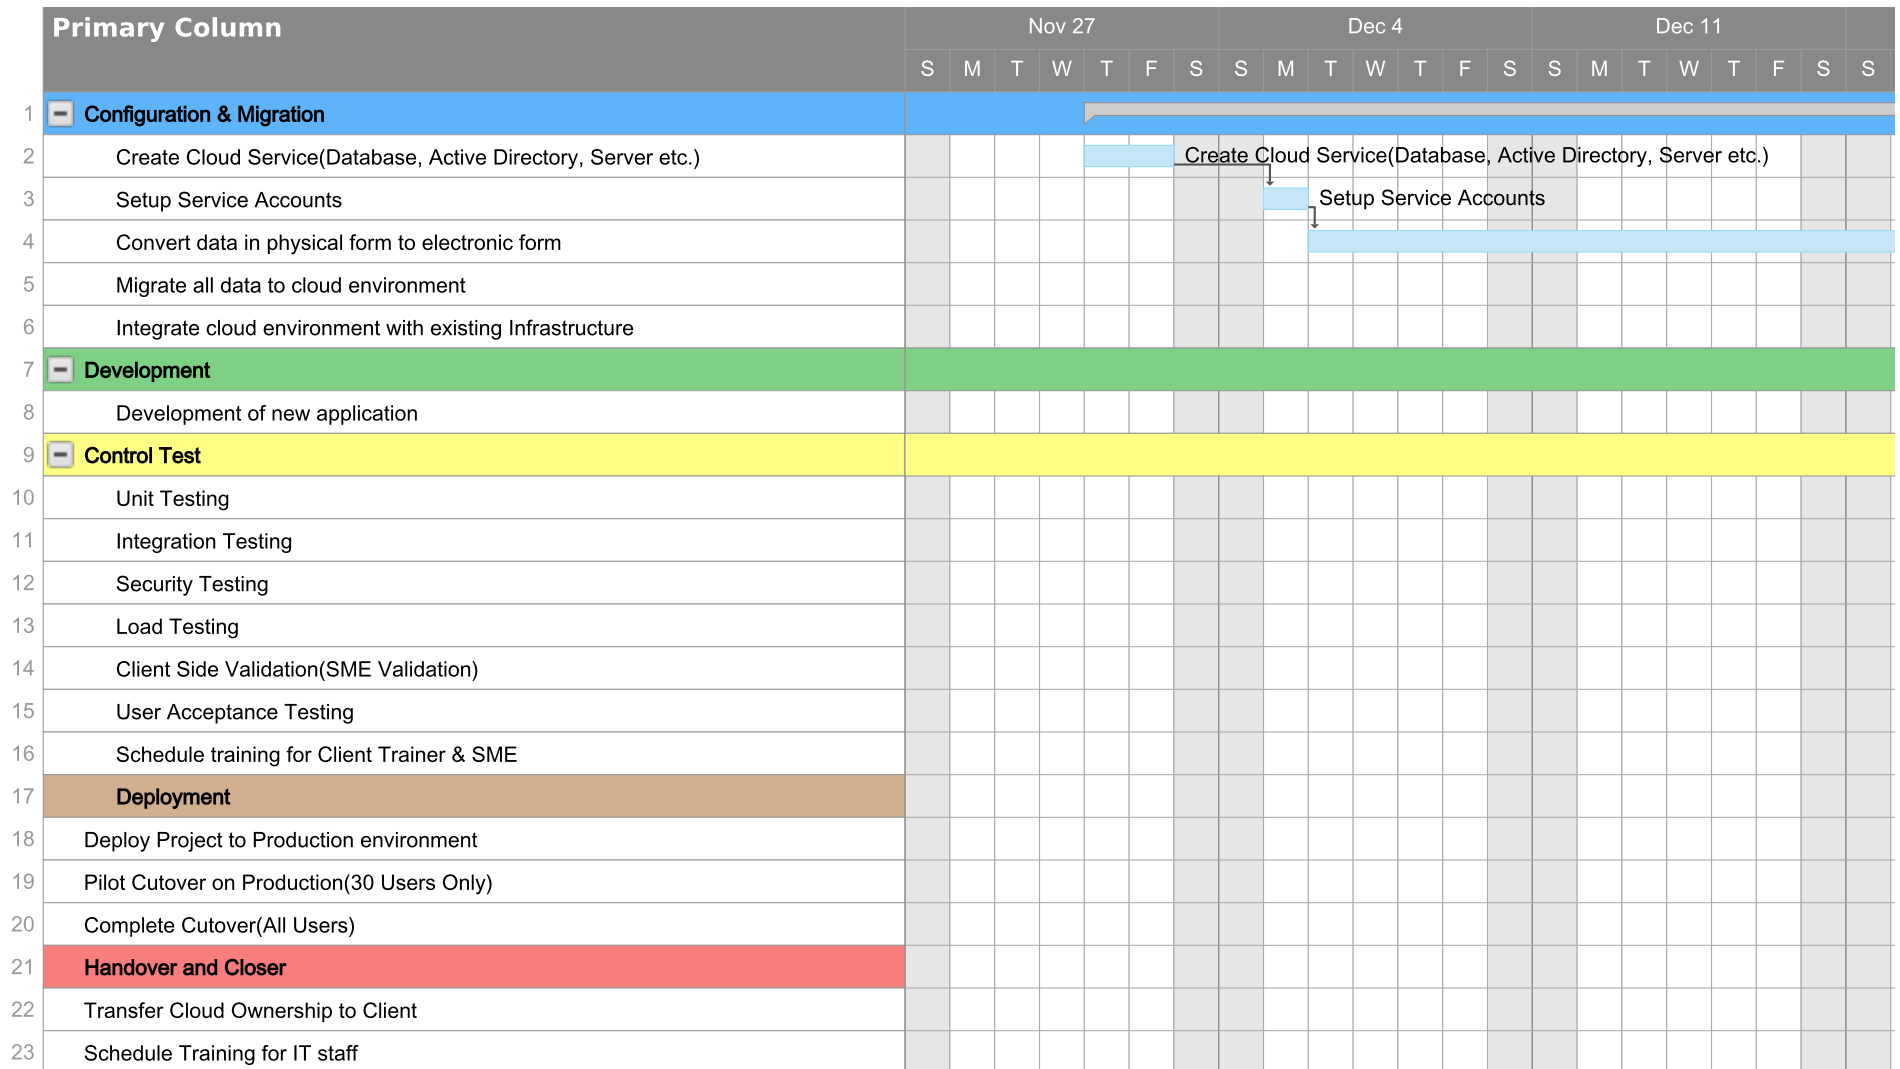 Primary Column
Nov 27 Dec 4 Dec 11
S M T W T F S S M T W T F S S M T W T F S S
1 Configuration & Migration
2 Create Cloud Service(Database, Active Directory, Server etc.) Create Cloud Service(Database, Active Directory, Server etc.)
3 Setup Service Accounts Setup Service Accounts
4 Convert data in physical form to electronic form
5 Migrate all data to cloud environment
6 Integrate cloud environment with existing Infrastructure
7 Development
8 Development of new application
9 Control Test
10 Unit Testing
11 Integration Testing
12 Security Testing
13 Load Testing
14 Client Side Validation(SME Validation)
15 User Acceptance Testing
16 Schedule training for Client Trainer & SME
17 Deployment
18 Deploy Project to Production environment
19 Pilot Cutover on Production(30 Users Only)
20 Complete Cutover(All Users)
21 Handover and Closer
22 Transfer Cloud Ownership to Client
23 Schedule Training for IT staff